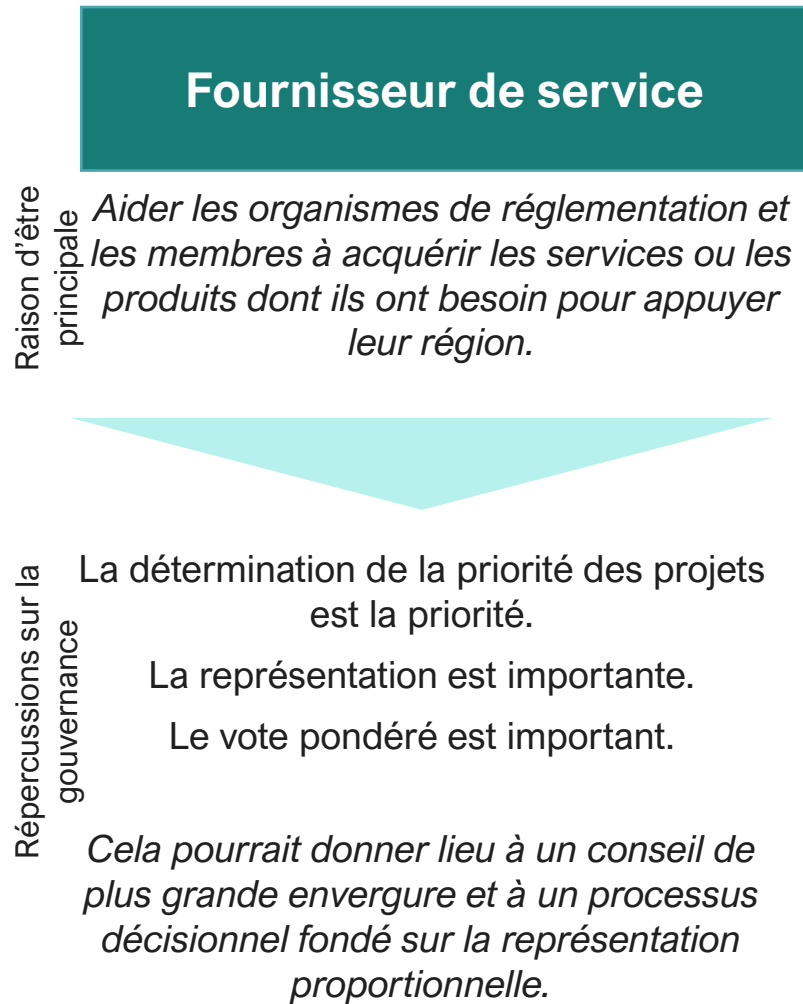 Fournisseur de service
Raison d’être
principale
Aider les organismes de réglementation et
les membres à acquérir les services ou les
produits dont ils ont besoin pour appuyer
leur région.
Répercussions sur la
gouvernance
La détermination de la priorité des projets
est la priorité.
La représentation est importante.
Le vote pondéré est important.
Cela pourrait donner lieu à un conseil de
plus grande envergure et à un processus
décisionnel fondé sur la représentation
proportionnelle.